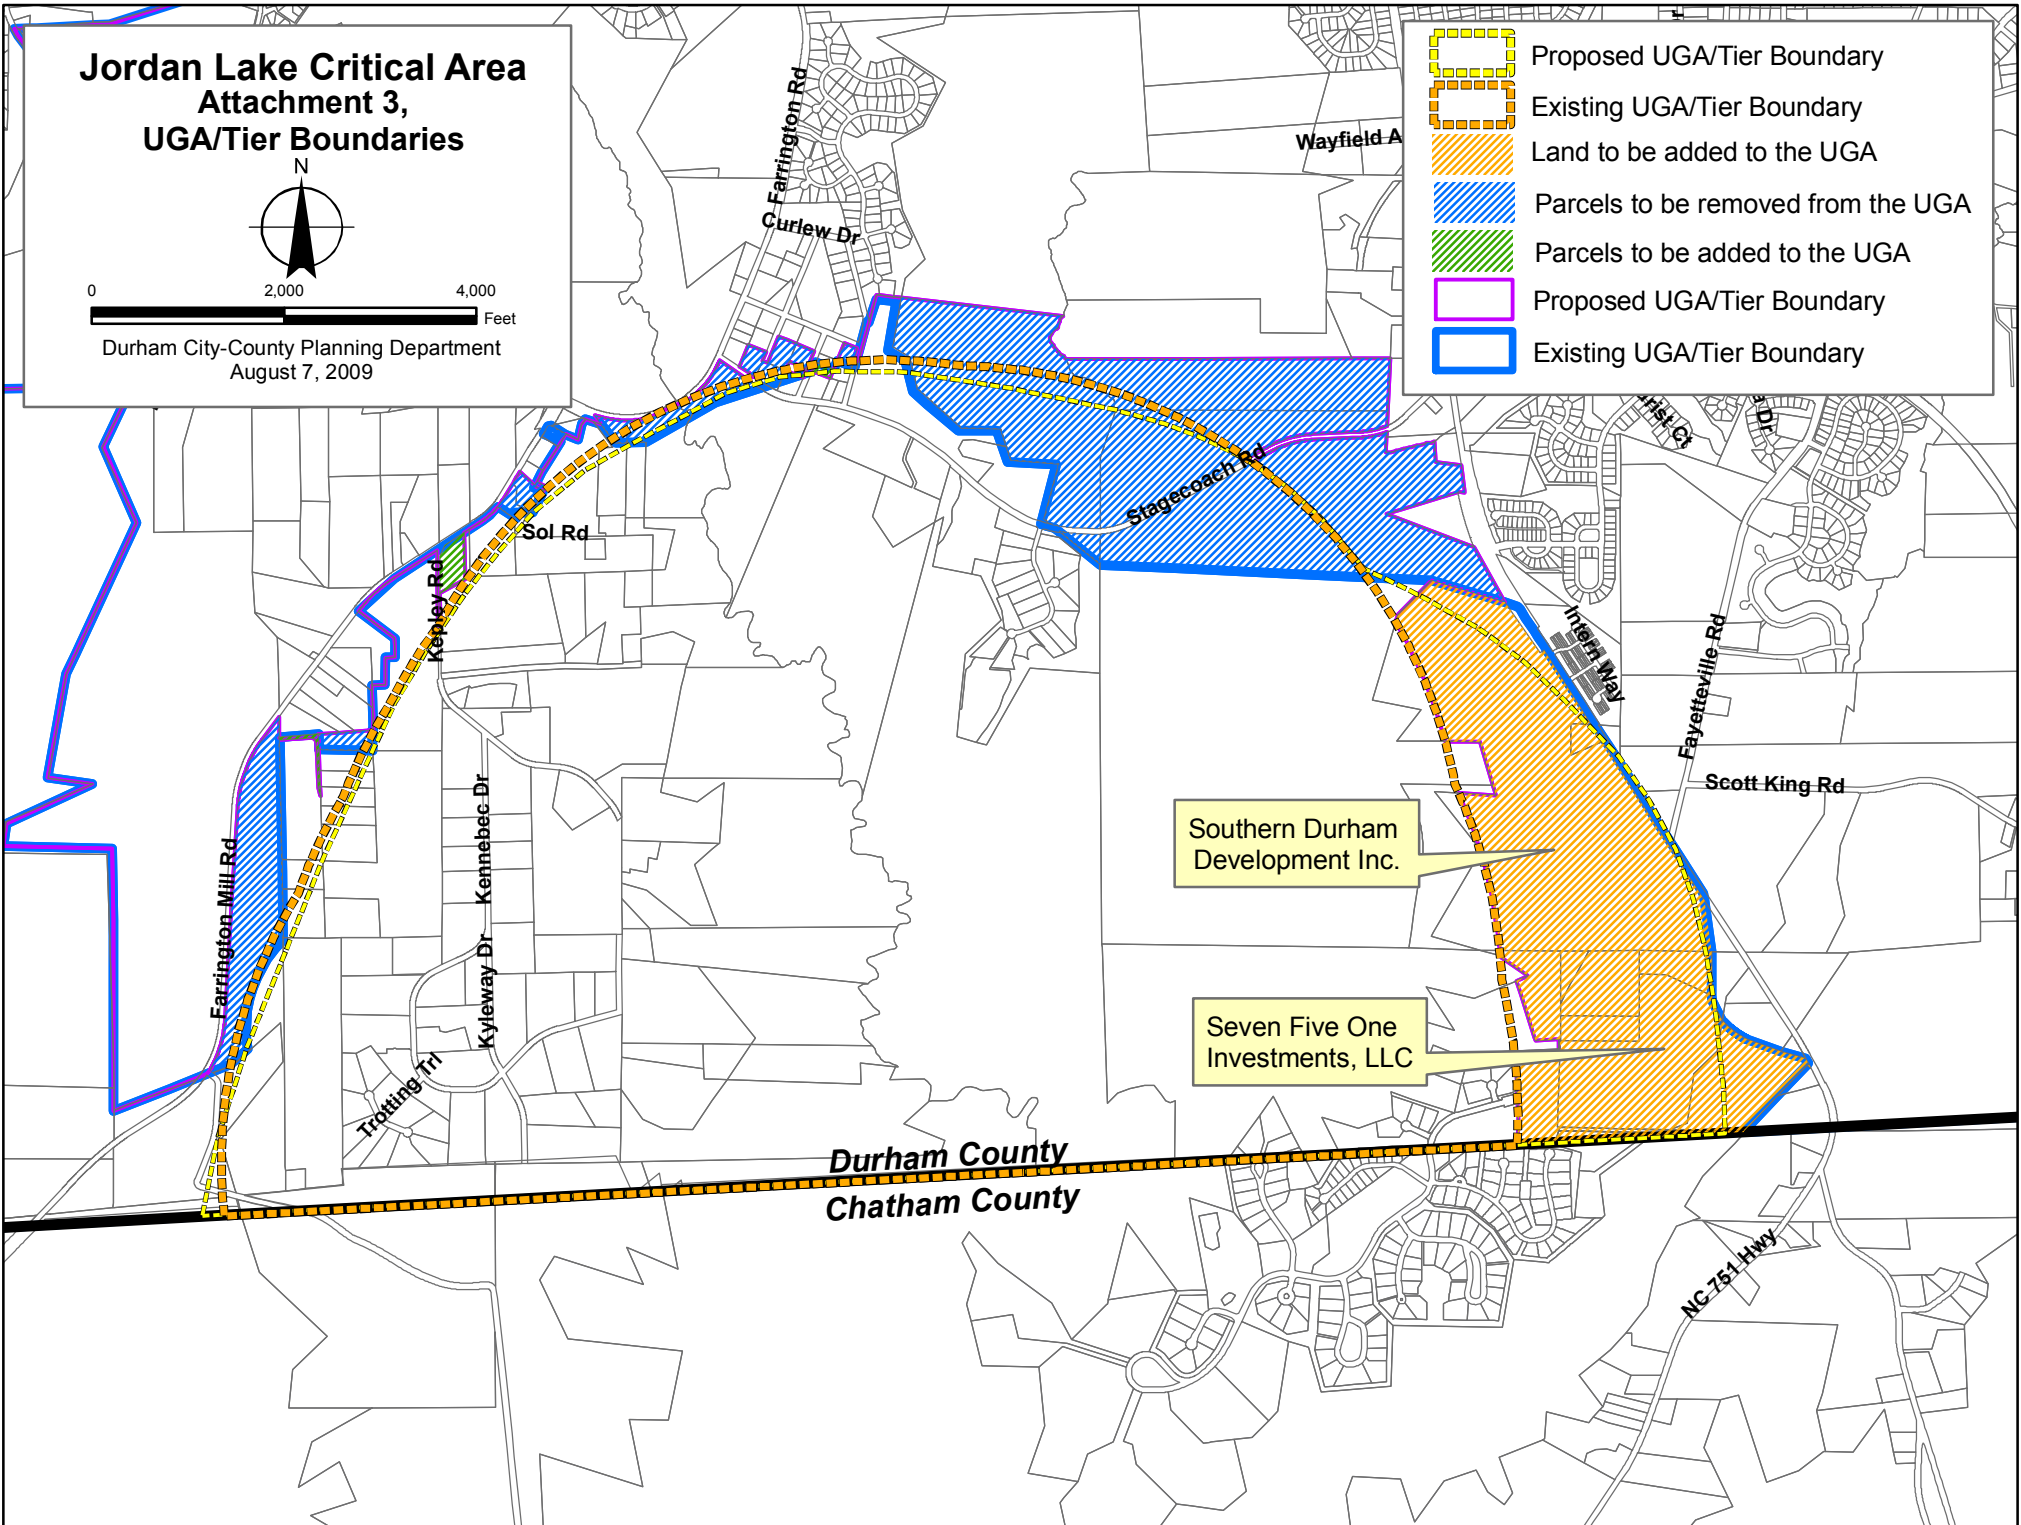 Jordan Lake Critical Area
Attachment 3,
UGA/Tier Boundaries
N
0 2,000 4,000
Feet
Durham City-County Planning Department
August 7, 2009
Proposed UGA/Tier Boundary
Existing UGA/Tier Boundary
Land to be added to the UGA
Parcels to be removed from the UGA
Parcels to be added to the UGA
Proposed UGA/Tier Boundary
Existing UGA/Tier Boundary
Farrington Rd
Wayfield A
Curlew Dr
Ct
Dr
Stagecoach Rd
Sol Rd
Kepley Rd
Intern Way
Fayetteville Rd
Scott King Rd
Kennebec Dr
Southern Durham
Development Inc.
Farrington Mill Rd
Kyleway Dr
Seven Five One
Investments, LLC
Trotting Trl
Durham County
Chatham County
NC 751 Hwy